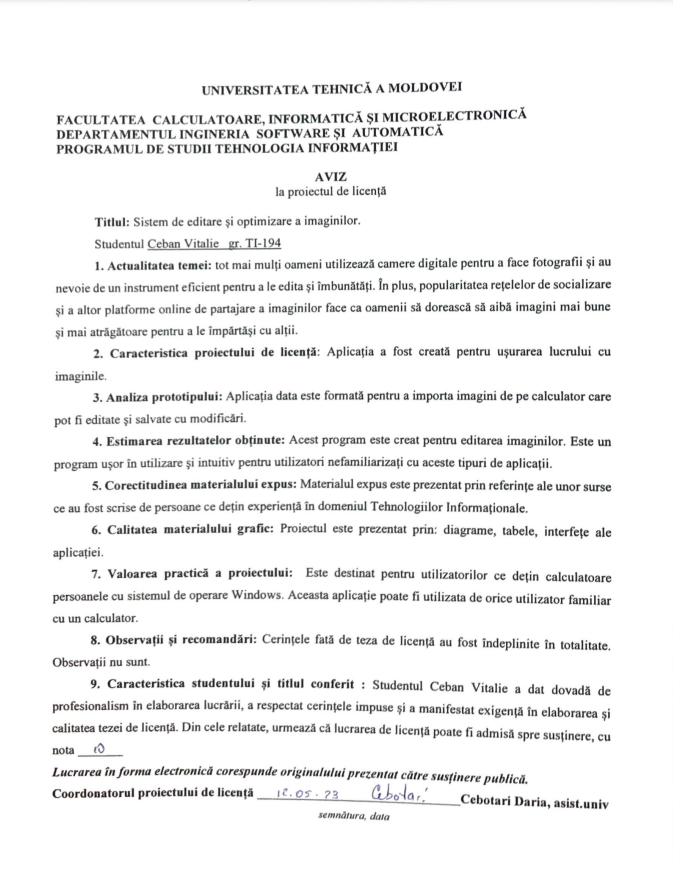 UNIVERSITATEA TEHNICĂ A MOLDOVEI
FACULTATEA CALCULATOARE, INFORMATICĂ ŞI MICROELECTRONICĂ
DEPARTAMENTUL INGINERIA SOFTWARE ŞI AUTOMATICĂ
PROGRAMUL DE STUDII TEHNOLOGIA INFORMAŢIEI
AVIZ
la proiectul de licenţă
Titlul: Sistem de editare şi optimizare a imaginilor.
Studentul Ceban Vitalie gr. TI-194
1. Actualitatea temei: tot mai mulţi oameni utilizează camere digitale pentru a face fotografii şi au
nevoie de un instrument eficient pentru a le edita şi îmbunătăţi. În plus, popularitatea reţelelor de socializare
şi a altor platforme online de partajare a imaginilor face ca oamenii să dorească să aibă imagini mai bune
şi mai atrăgătoare pentru a le împărtăşi cu alţii.
2. Caracteristica proiectului de licenţă: Aplicaţia a fost creată pentru uşurarea lucrului cu
imaginile.
3. Analiza prototipului: Aplicaţia data este formată pentru a importa imagini de pe calculator care
pot fi editate şi salvate cu modificări.
4. Estimarea rezultatelor obţinute: Acest program este creat pentru editarea imaginilor. Este un
program uşor în utilizare şi intuitiv pentru utilizatori nefamiliarizaţi cu aceste tipuri de aplicaţii.
5. Corectitudinea materialului expus: Materialul expus este prezentat prin referinţe ale unor surse
ce au fost scrise de persoane ce deţin experienţă în domeniul Tehnologiilor Informaţionale.
6. Calitatea materialului grafic: Proiectul este prezentat prin: diagrame, tabele, interfeţe ale
aplicaţiei.
7. Valoarea practică a proiectului: Este destinat pentru utilizatorilor ce deţin calculatoare
persoanele cu sistemul de operare Windows. Aceasta aplicaţie poate fi utilizata de orice utilizator familiar
cu un calculator.
8. Observaţii şi recomandări: Cerinţele fată de teza de licenţă au fost îndeplinite în totalitate.
Observaţii nu sunt.
9. Caracteristica studentului şi titlul conferit : Studentul Ceban Vitalie a dat dovadă de
profesionalism în elaborarea lucrării, a respectat cerinţele impuse şi a manifestat exigenţă în elaborarea şi
calitatea tezei de licenţă. Din cele relatate, urmează că lucrarea de licenţă poate fi admisă spre susţinere, cu
nota 10
Lucrarea în forma electronică corespunde originalului prezentat către susţinere publică.
Coordonatorul proiectului de licenţă 12.05.23 Cebotari Cebotari Daria, asist.univ
semnătura, data